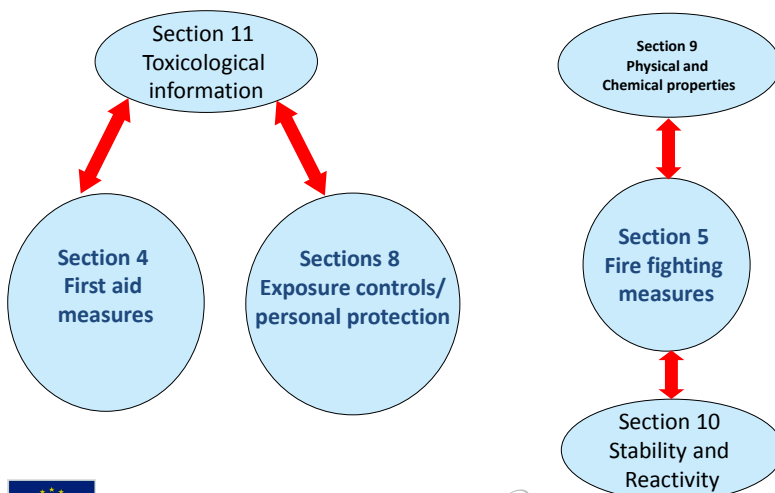 Section 11
Toxicological
information
Section 9
Physical and
Chemical properties
Section 4
First aid
measures
Sections 8
Exposure controls/
personal protection
Section 5
Fire fighting
measures
Section 10
Stability and
Reactivity